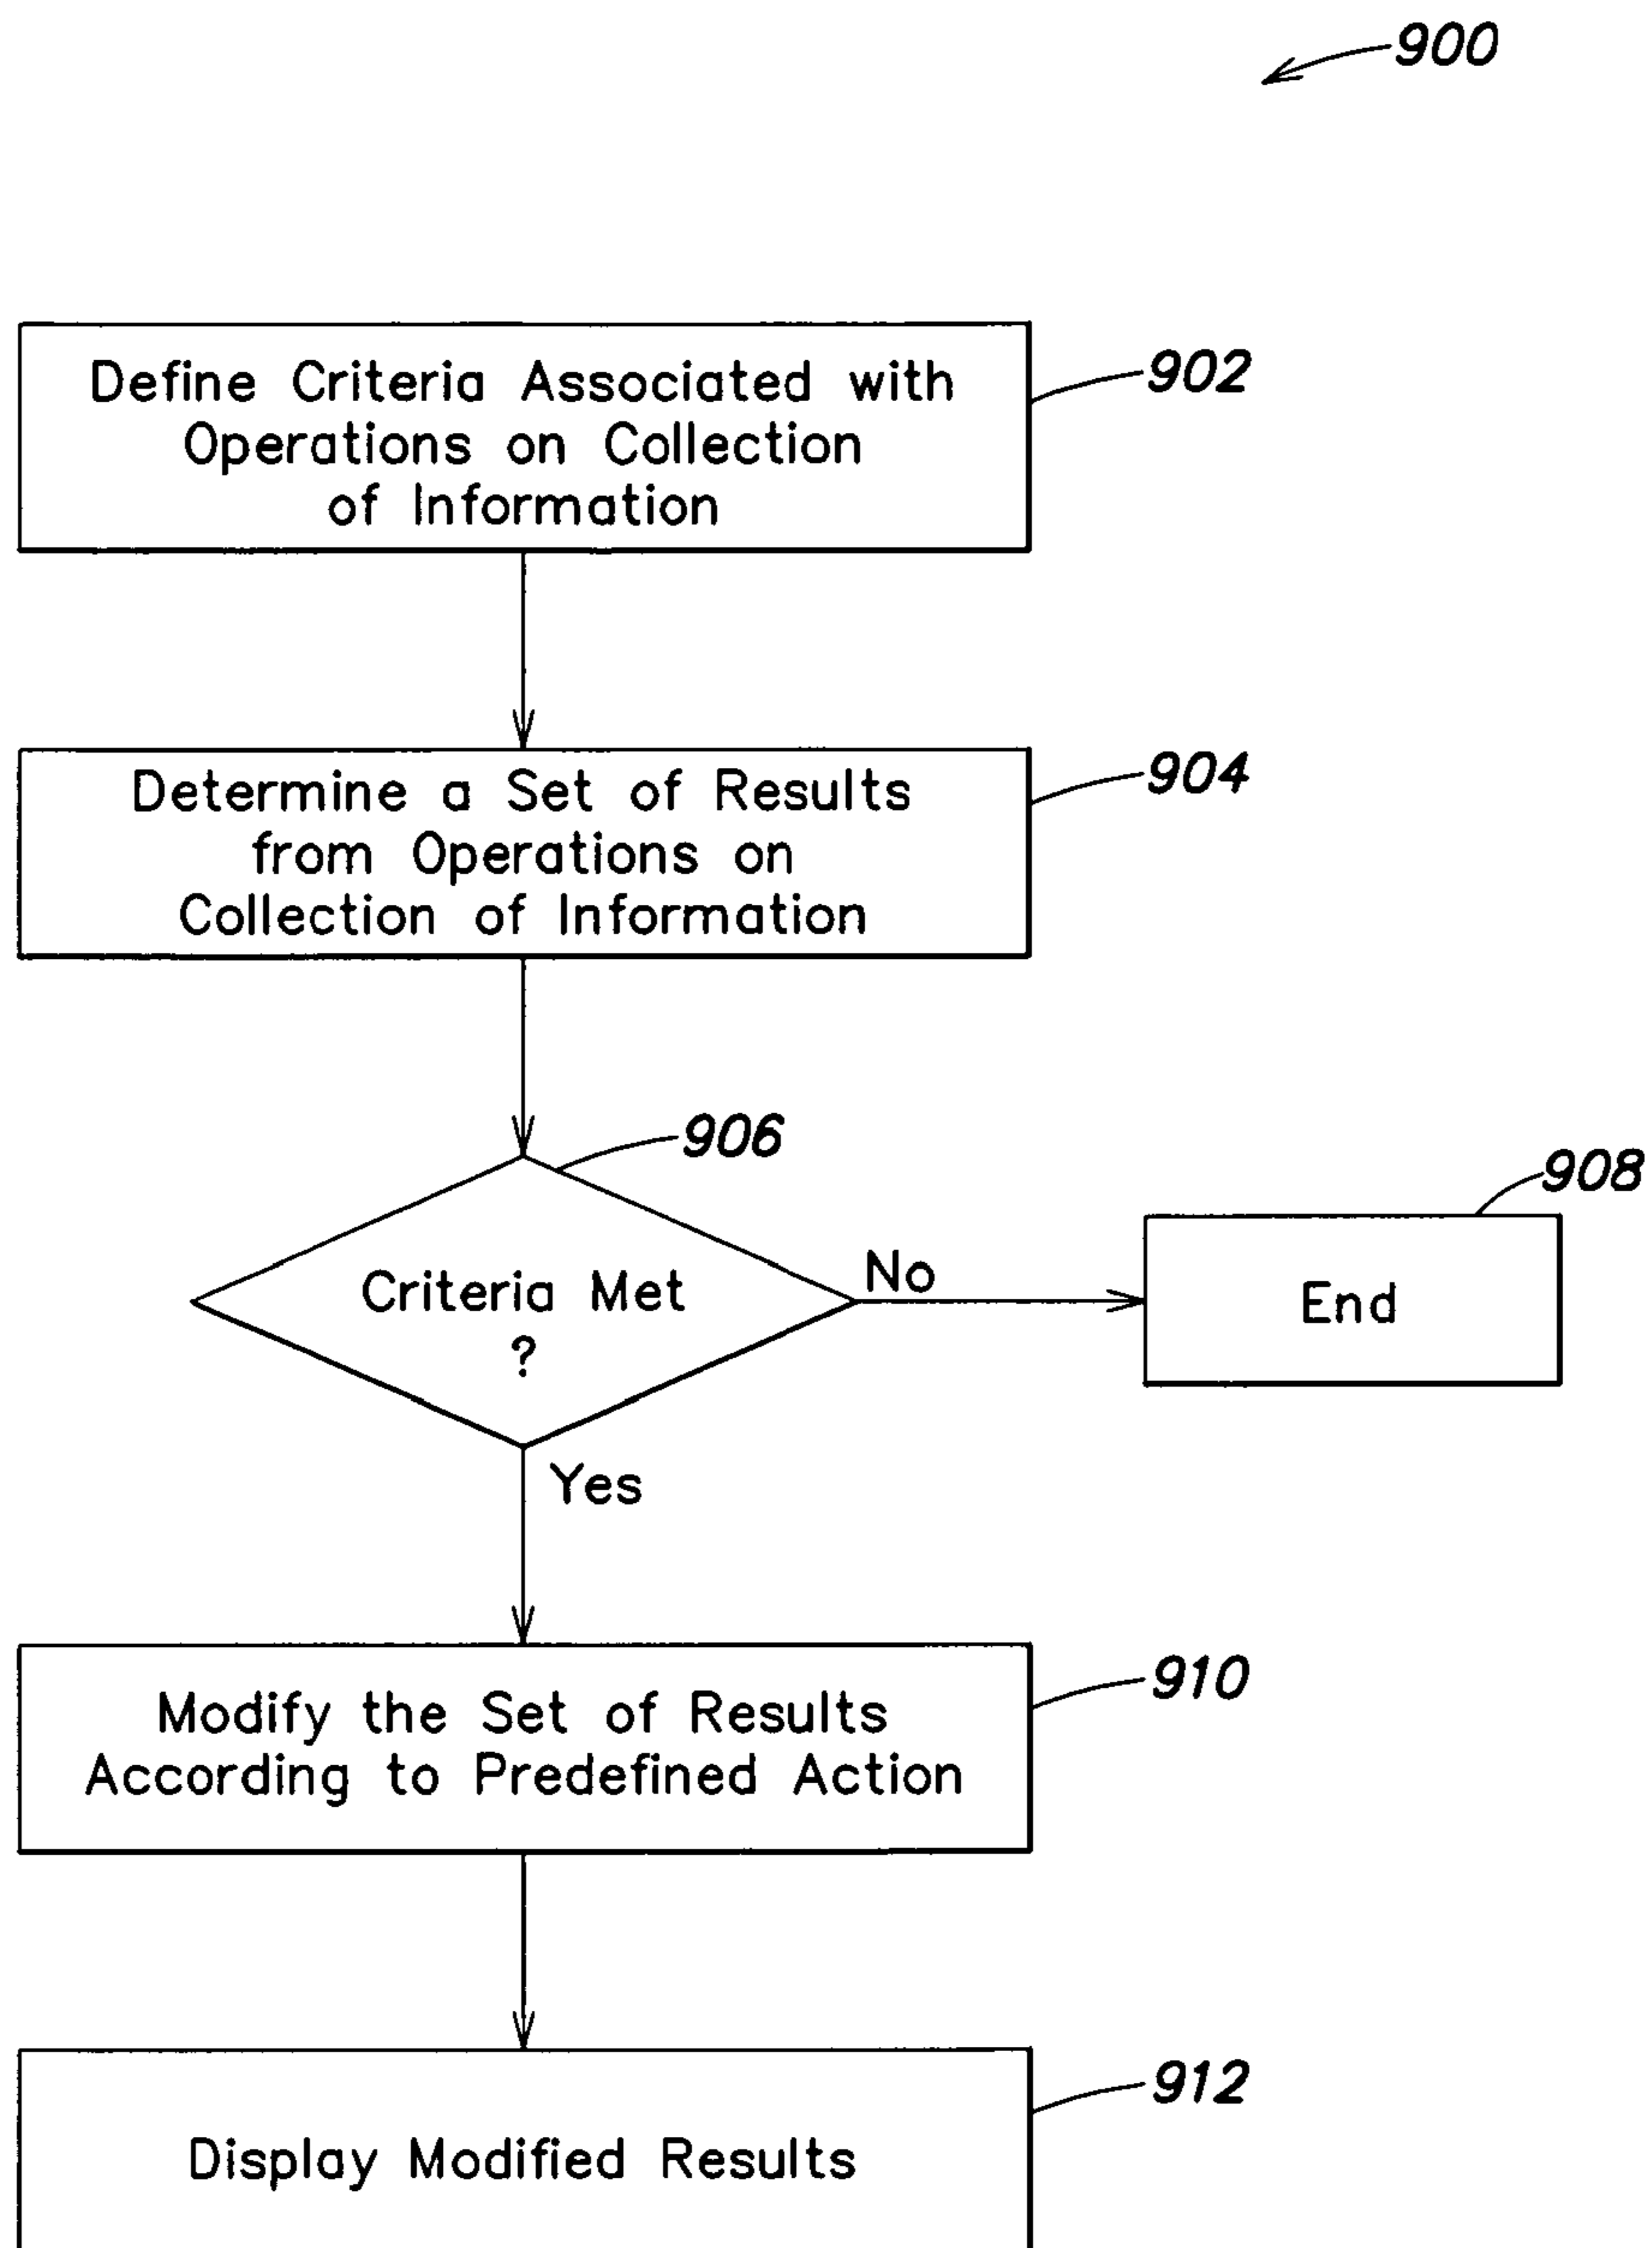 900
Define Criteria Associated with
Operations on Collection
of Information
902
Determine a Set of Results
from Operations on
Collection of Information
904
906
Criteria Met
?
No
908
End
Yes
Modify the Set of Results
According to Predefined Action
910
Display Modified Results
912